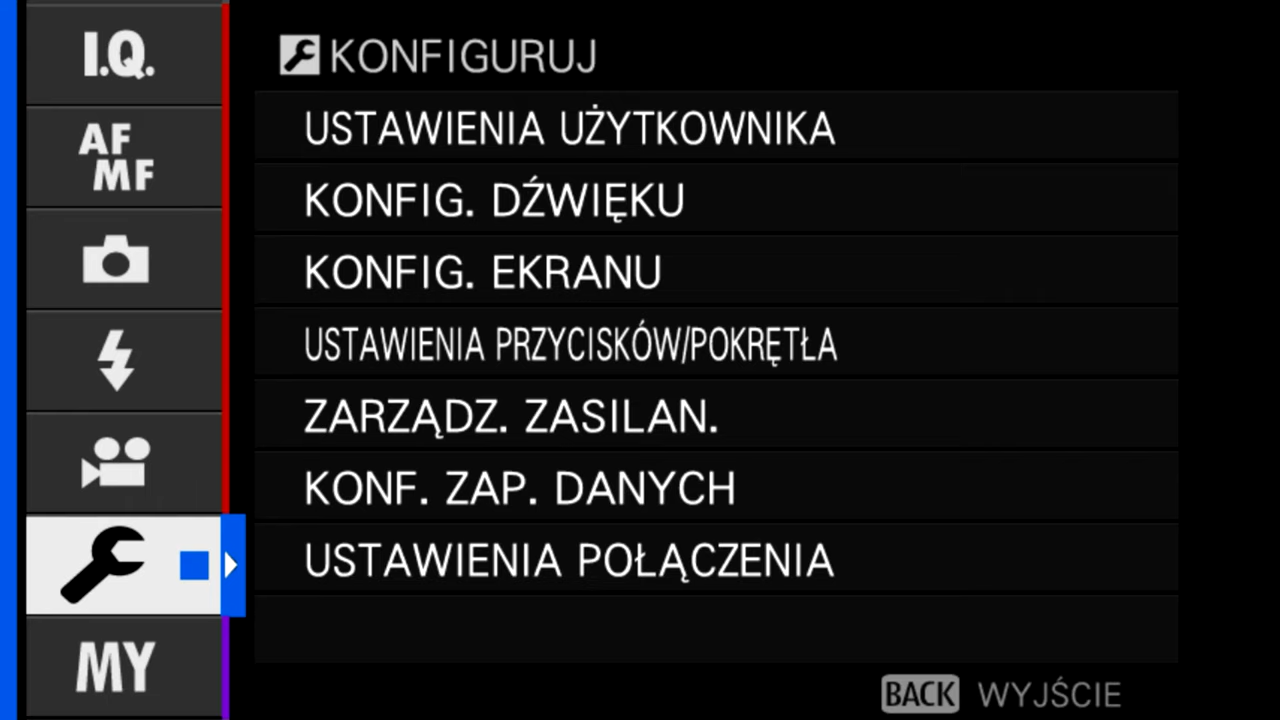 I.Q.
AF
MF
MY
KONFIGURUJ
USTAWIENIA UŻYTKOWNIKA
KONFIG. DŹWIĘKU
KONFIG. EKRANU
USTAWIENIA PRZYCISKÓW/POKRĘTŁA
ZARZĄDZ. ZASILAN.
KONF. ZAP. DANYCH
USTAWIENIA POŁĄCZENIA
BACK WYJŚCIE